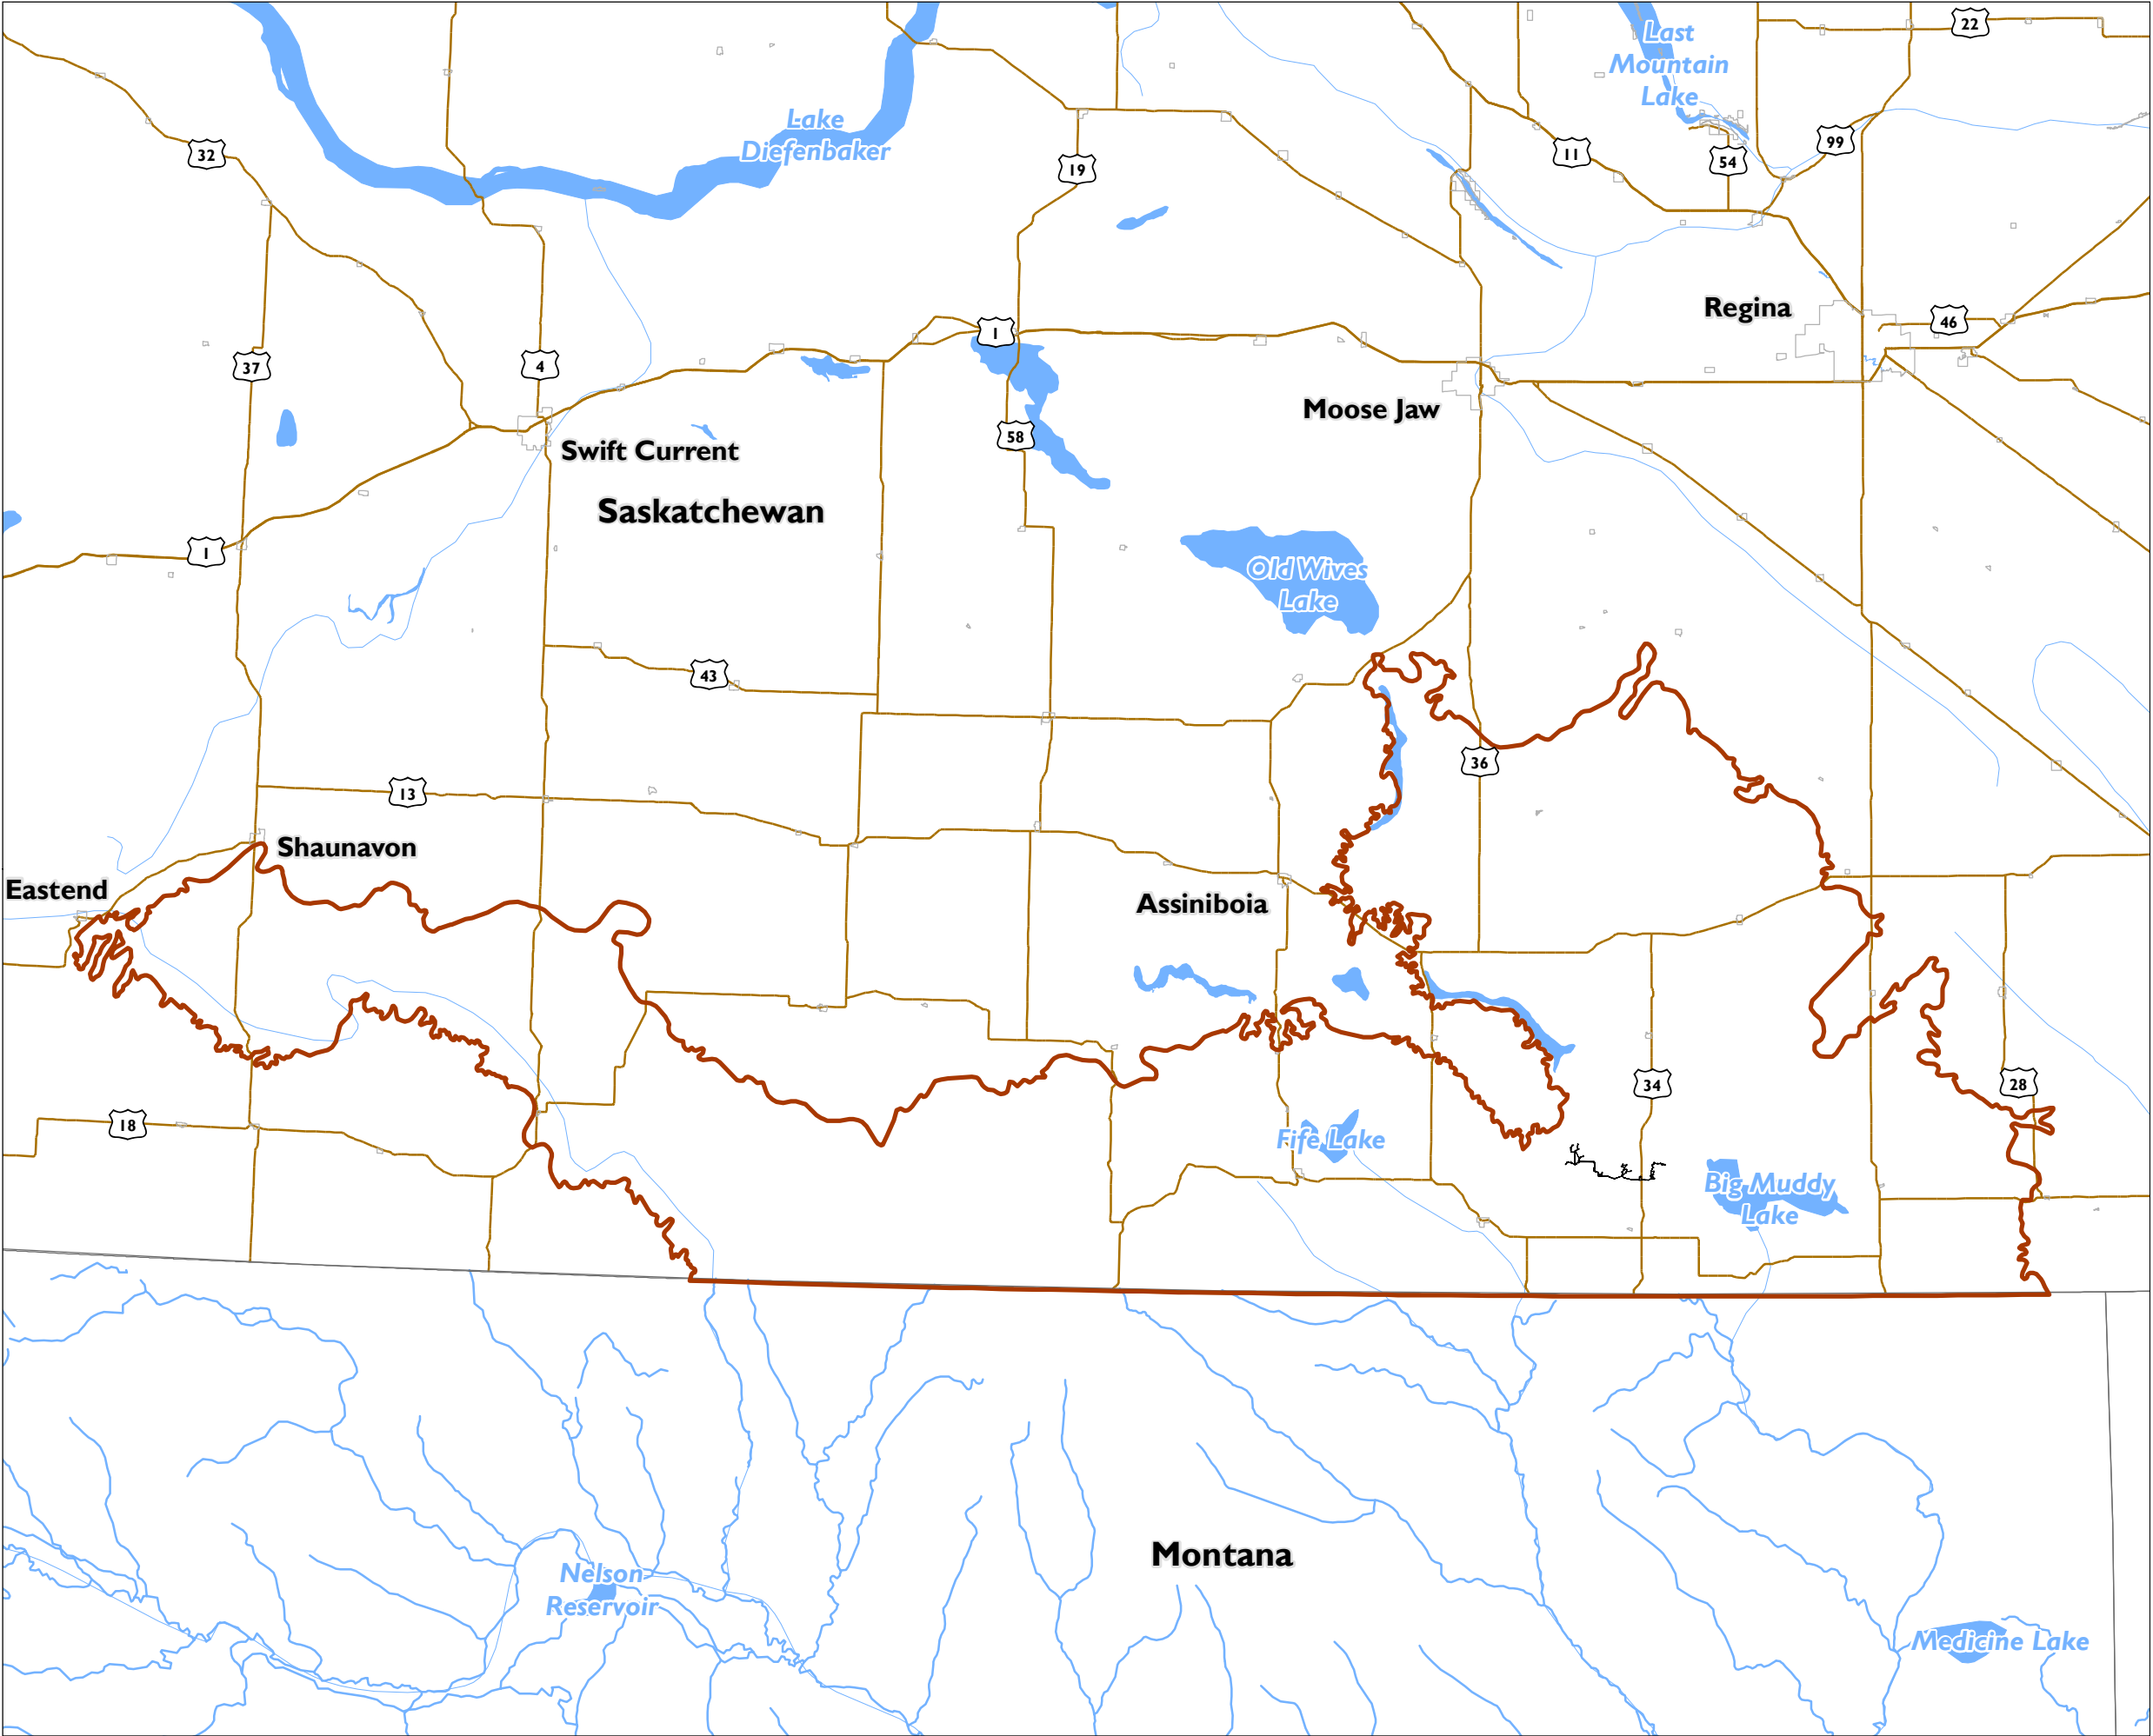 22
Last
Mountain
Lake
Lake
Diefenbaker
99
11
54
32
19
Regina
46
1
37
4
Moose Jaw
58
Swift Current
Saskatchewan
1
Old Wives
Lake
43
36
13
Shaunavon
Eastend
Assiniboia
34
28
18
Fife Lake
Big Muddy
Lake
Montana
Nelson
Reservoir
Medicine Lake